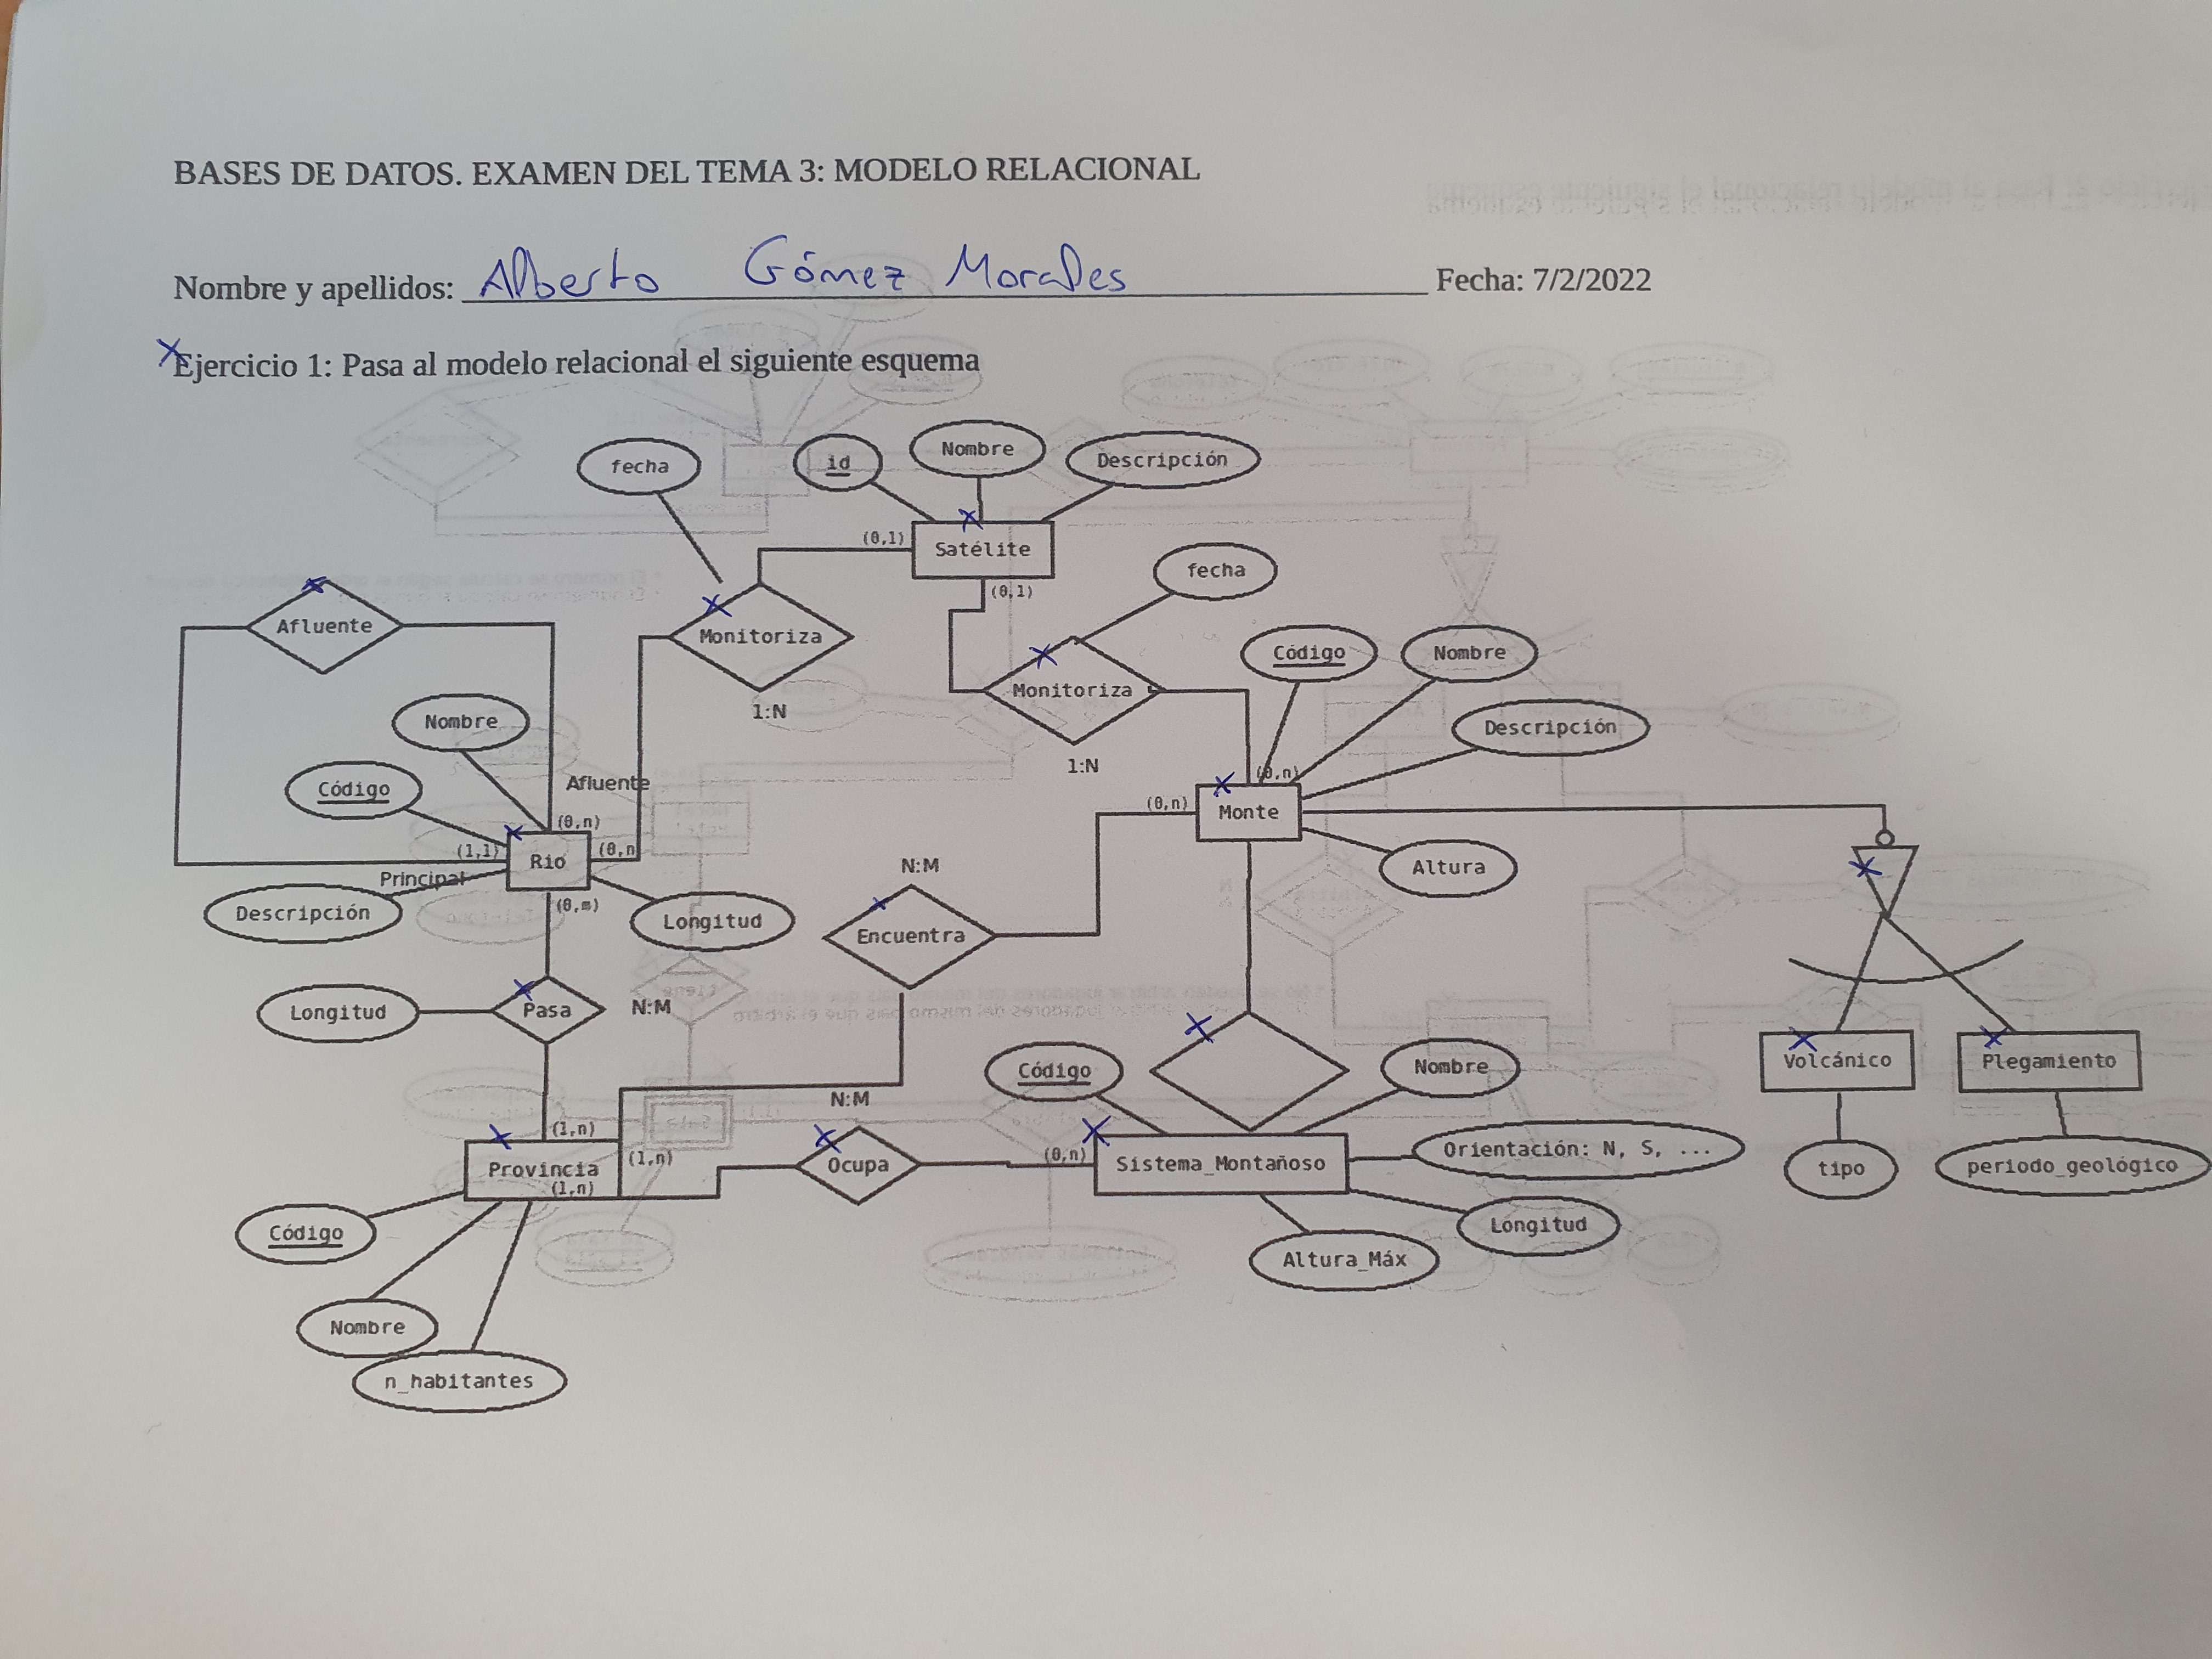 BASES DE DATOS. EXAMEN DEL TEMA 3: MODELO RELACIONAL
Nombre y apellidos: Alberto Gómez Morales Fecha: 7/2/2022
Ejercicio 1: Pasa al modelo relacional el siguiente esquema
fecha
id
Nombre
Descripción
(0,1)
Satélite
(0,1)
fecha
Afluente
Monitoriza
1:N
Monitoriza
1:N
Código
Nombre
Descripción
Nombre
Código
Afluente
(0,n)
(1,1)
Rio
(0,n
Principal
Descripción
(0,m)
Longitud
(0,n)
(0,n)
Monte
Altura
N:M
Encuentra
Longitud
Pasa
N:M
N:M
Código
Nombre
Volcánico
Plegamiento
(1,n)
Provincia
(1,n)
(1,n)
Ocupa
(0,n)
Sistema_Montañoso
Orientación: N, S, ...
tipo
periodo_geológico
Código
Longitud
Altura_Máx
Nombre
n_habitantes